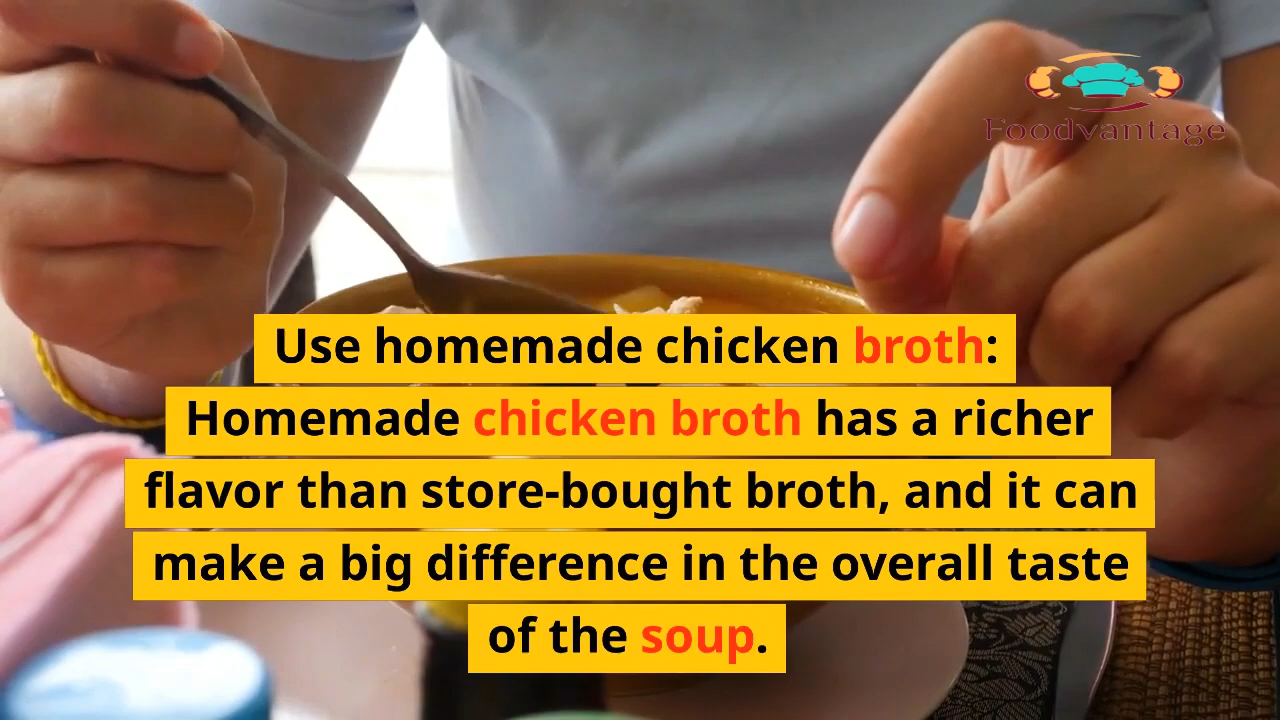 Foodvantage
Use homemade chicken broth:
Homemade chicken broth has a richer
flavor than store-bought broth, and it can
make a big difference in the overall taste
of the soup.